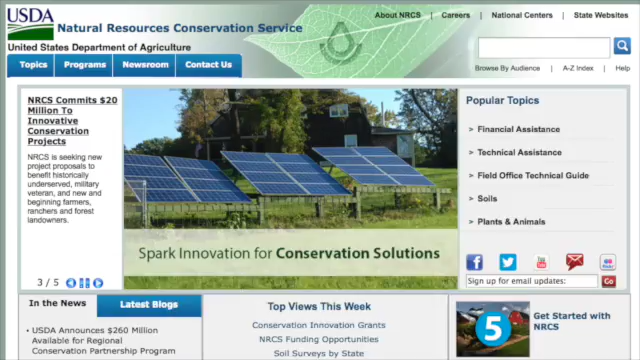 About NRCS | Careers | National Centers | State Websites
USDA
Natural Resources Conservation Service
United States Department of Agriculture
Topics
Programs
Newsroom
Contact Us
Browse By Audience | A-Z Index | Help
NRCS Commits $20
Million To
Innovative
Conservation
Projects
NRCS is seeking new
project proposals to
benefit historically
underserved, military
veteran, and new and
beginning farmers,
ranchers and forest
landowners.
3 / 5
Spark Innovation for Conservation Solutions
Popular Topics
> Financial Assistance
> Technical Assistance
> Field Office Technical Guide
> Soils
> Plants & Animals
Sign up for email updates:
Go
In the News
Latest Blogs
• USDA Announces $260 Million
Available for Regional
Conservation Partnership Program
Top Views This Week
Conservation Innovation Grants
NRCS Funding Opportunities
Soil Surveys by State
5
Get Started with
NRCS